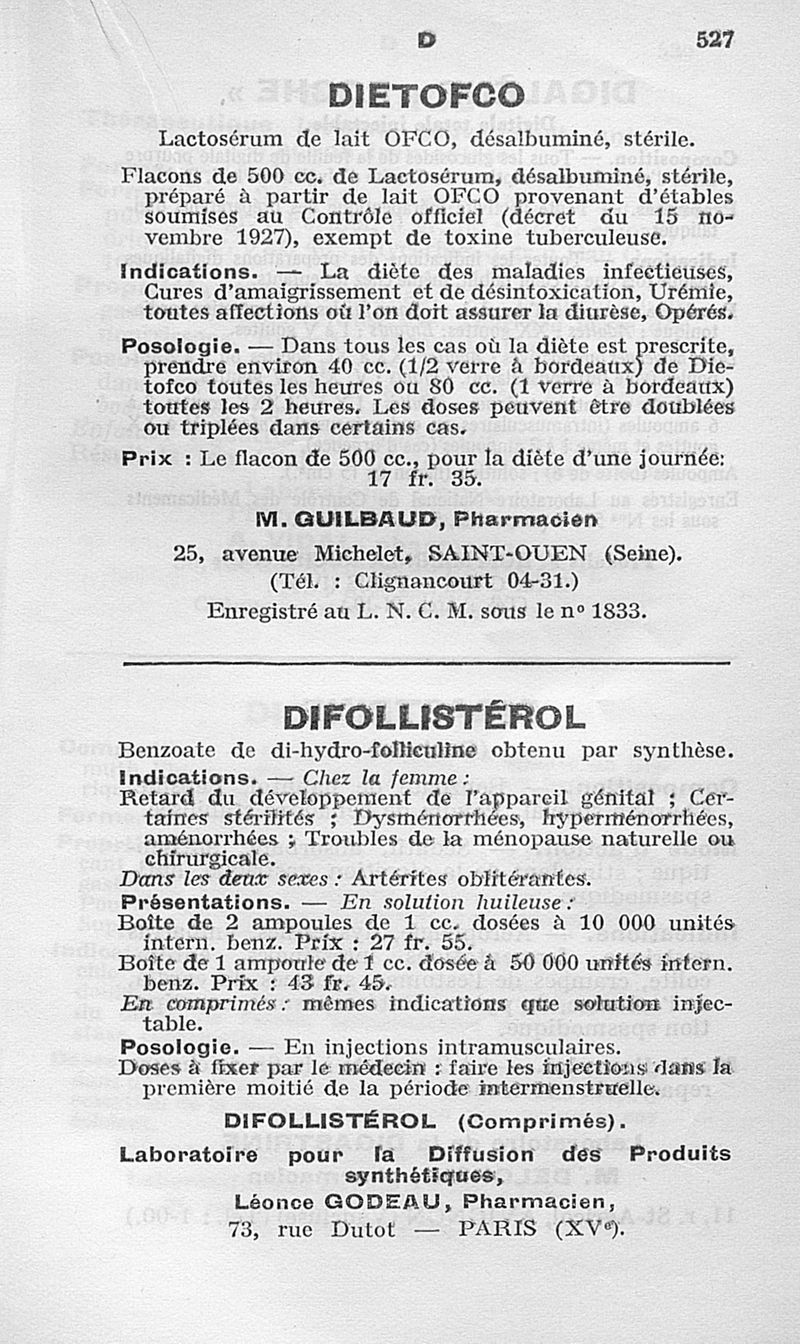 D 527
DIETOFCO
Lactosérum de lait OFCO, désalbuminé, stérile.
Flacons de 500 cc. de Lactosérum, désalbuminé, stérile,
préparé à partir de lait OFCO provenant d'étables
soumises au Contrôle officiel (décret du 15 no-
vembre 1927), exempt de toxine tuberculeuse.
Indications. — La diète des maladies infectieuses,
Cures d'amaigrissement et de désintoxication, Urémie,
toutes affections où l'on doit assurer la diurèse, Opérés.
Posologie. — Dans tous les cas où la diète est prescrite,
prendre environ 40 cc. (1/2 verre à bordeaux) de Die-
tofco toutes les heures ou 80 cc. (1 verre à bordeaux)
toutes les 2 heures. Les doses peuvent être doublées
ou triplées dans certains cas.
Prix : Le flacon de 500 cc., pour la diète d'une journée:
17 fr. 35.
M. GUILBAUD, Pharmacien
25, avenue Michelet, SAINT-OUEN (Seine).
(Tél. : Clignancourt 04-31.)
Enregistré au L. N. C. M. sous le nº 1833.
DIFOLLISTÉROL
Benzoate de di-hydro-folliculine obtenu par synthèse.
Indications. — Chez la femme :
Retard du développement de l'appareil génital ; Cer-
taines stérilités ; Dysménorrhées, hyperménorrhées,
aménorrhées ; Troubles de la ménopause naturelle ou
chirurgicale.
Dans les deux sexes : Artérites oblitérantes.
Présentations. — En solution huileuse :
Boîte de 2 ampoules de 1 cc. dosées à 10 000 unités
intern. benz. Prix : 27 fr. 55.
Boîte de 1 ampoule de 1 cc. dosée à 50 000 unités intern.
benz. Prix : 43 fr. 45.
En comprimés : mêmes indications que solution injec-
table.
Posologie. — En injections intramusculaires.
Doses à fixer par le médecin : faire les injections dans la
première moitié de la période intermenstruelle.
DIFOLLISTÉROL (Comprimés).
Laboratoire pour la Diffusion des Produits
synthétiques,
Léonce GODEAU, Pharmacien,
73, rue Dutot — PARIS (XVe).